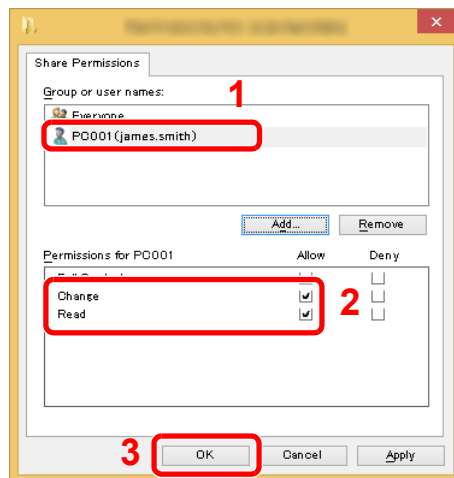 Share Permissions
Group or user names:
1
Everyone
PC001(james.smith)
Add... Remove
Permissions for PC001 Allow Deny
Change
2
Read
3
OK Cancel Apply